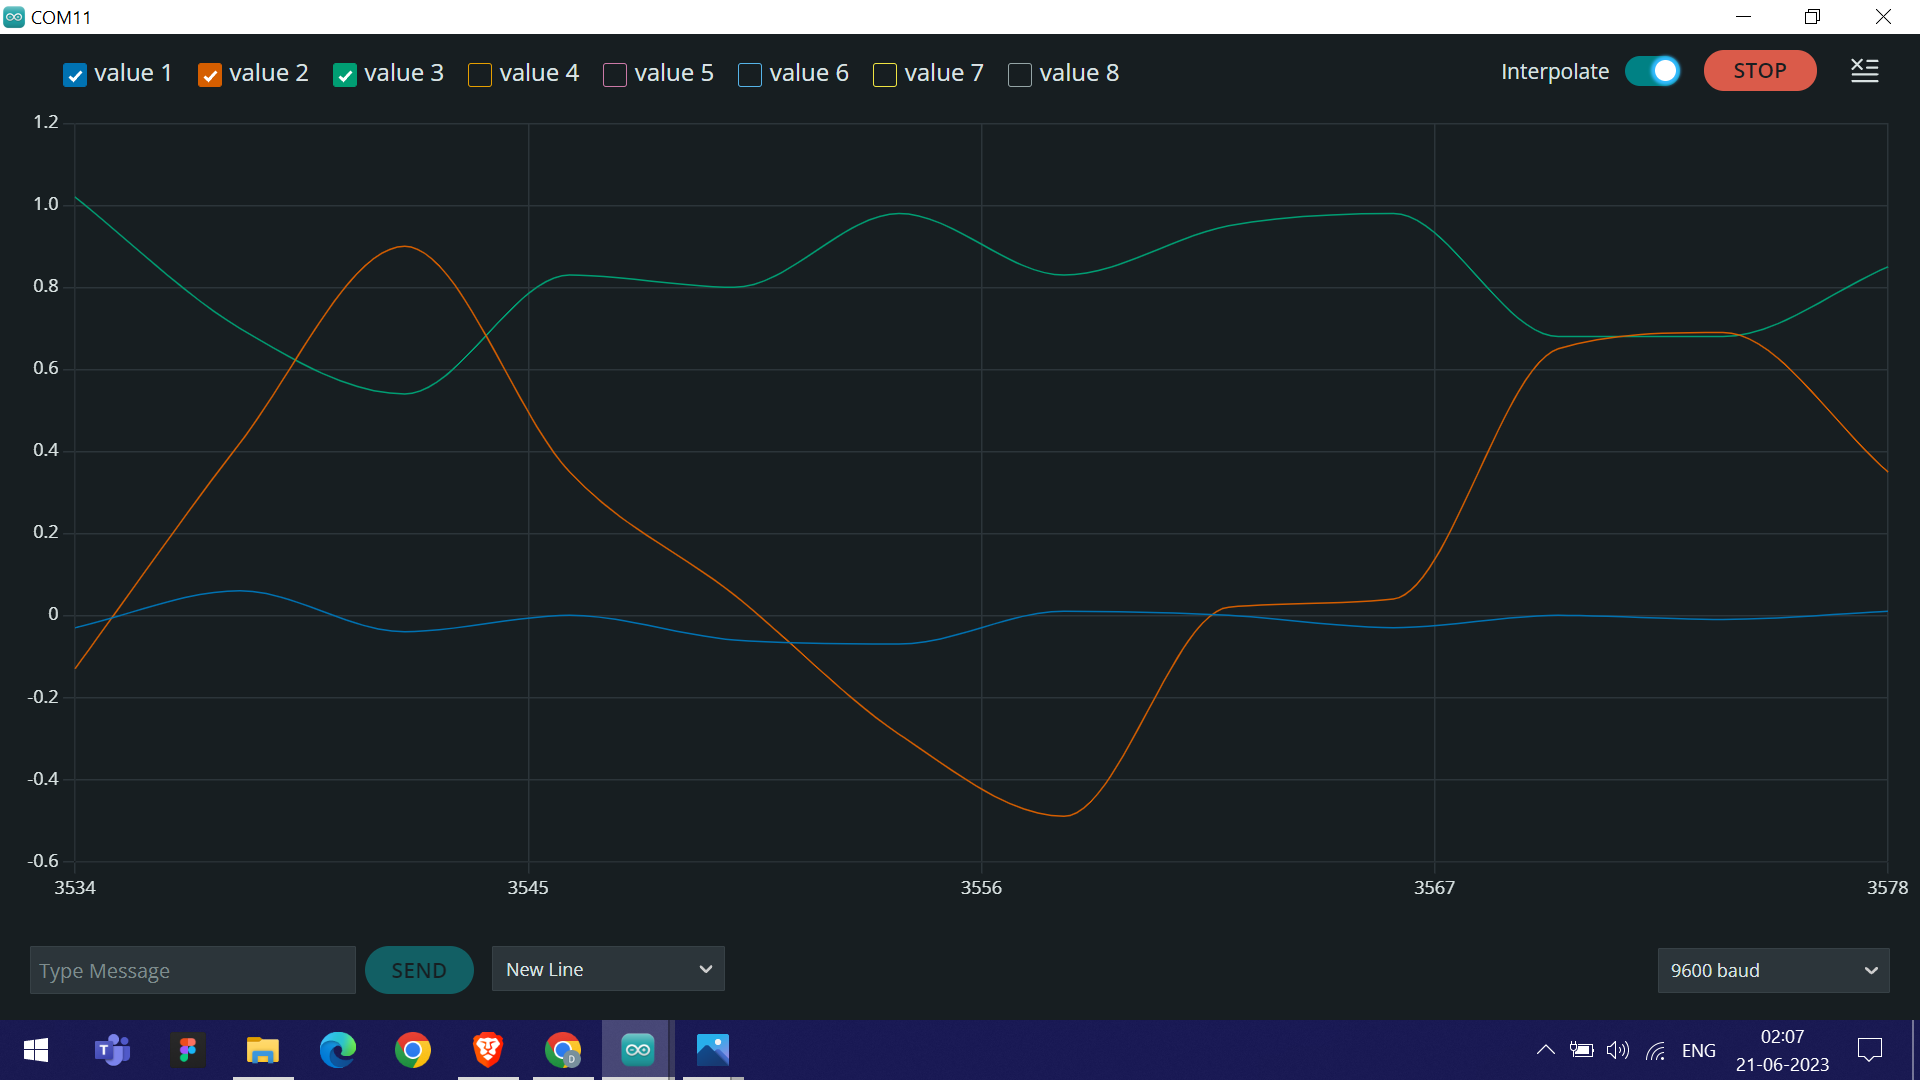 COM11
value 1 value 2 value 3 value 4 value 5 value 6 value 7 value 8 Interpolate STOP
1.2
1.0
0.8
0.6
0.4
0.2
0
-0.2
-0.4
-0.6
3534 3545 3556 3567 3578
Type Message SEND New Line 9600 baud
T D ENG 02:07
21-06-2023